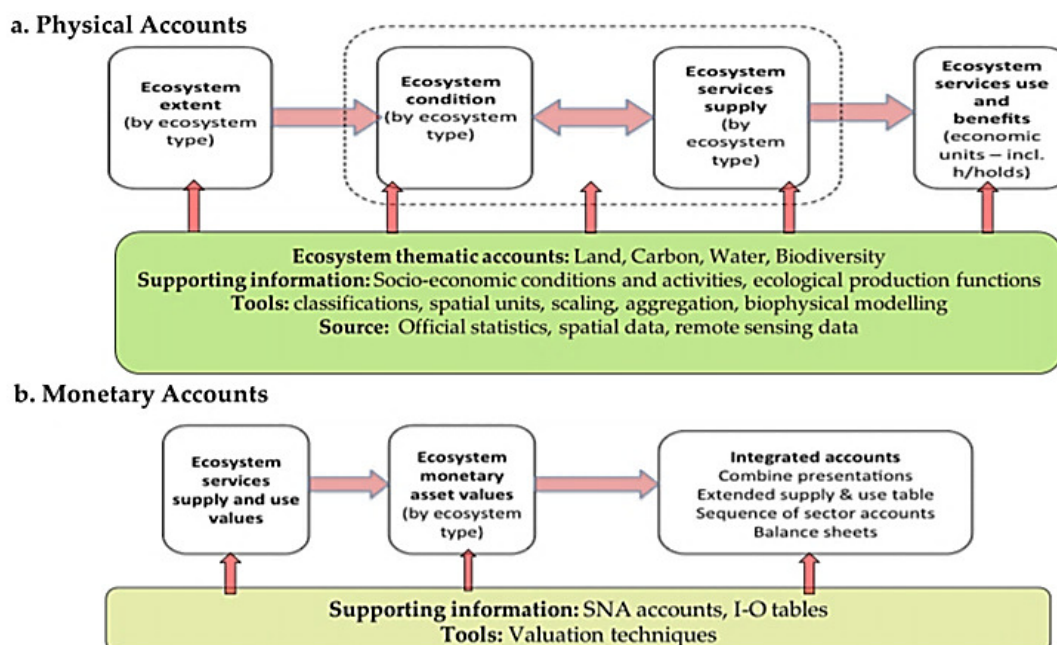 a. Physical Accounts
Ecosystem
extent
(by ecosystem
type)
Ecosystem
condition
(by ecosystem
type)
Ecosystem
services
supply
(by
ecosystem
type)
Ecosystem
services use
and
benefits
(economic
units – incl.
h/holds)
Ecosystem thematic accounts: Land, Carbon, Water, Biodiversity
Supporting information: Socio-economic conditions and activities, ecological production functions
Tools: classifications, spatial units, scaling, aggregation, biophysical modelling
Source: Official statistics, spatial data, remote sensing data
b. Monetary Accounts
Ecosystem
services
supply and use
values
Ecosystem
monetary
asset values
(by ecosystem
type)
Integrated accounts
Combine presentations
Extended supply & use table
Sequence of sector accounts
Balance sheets
Supporting information: SNA accounts, I-O tables
Tools: Valuation techniques